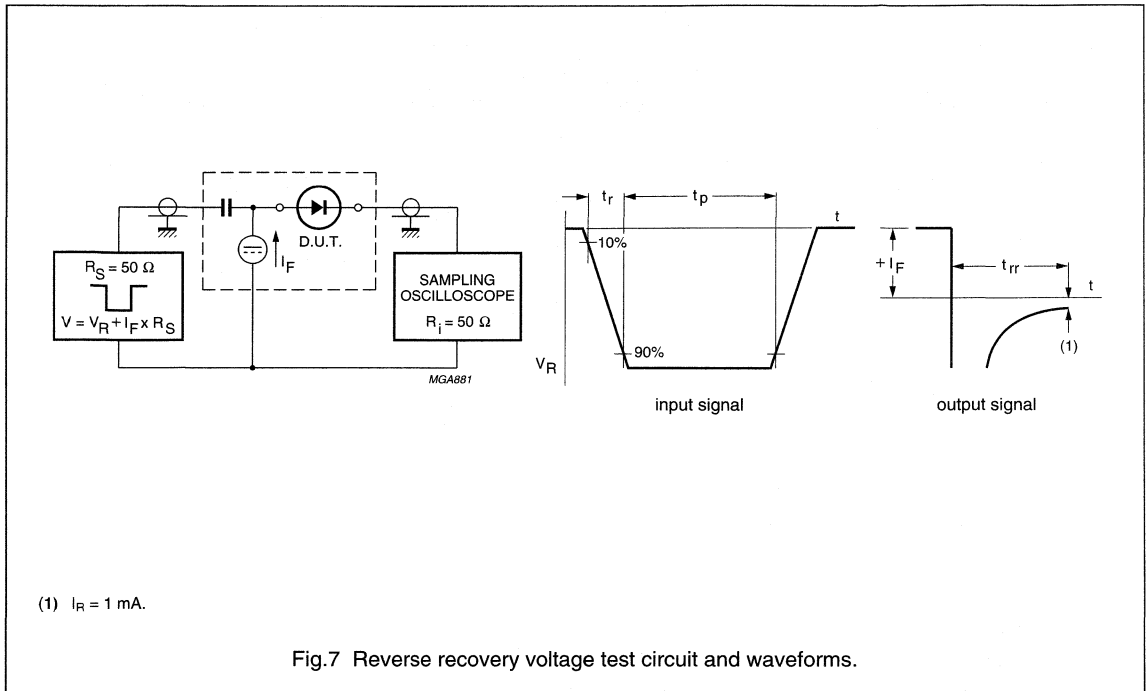 R_S = 50 Ω
V = V_R + I_F x R_S
I_F
D.U.T.
SAMPLING
OSCILLOSCOPE
R_i = 50 Ω
MGA881
t_r
t_p
t
10%
90%
V_R
input signal
+ I_F
t_rr
t
(1)
output signal
(1) I_R = 1 mA.
Fig.7 Reverse recovery voltage test circuit and waveforms.